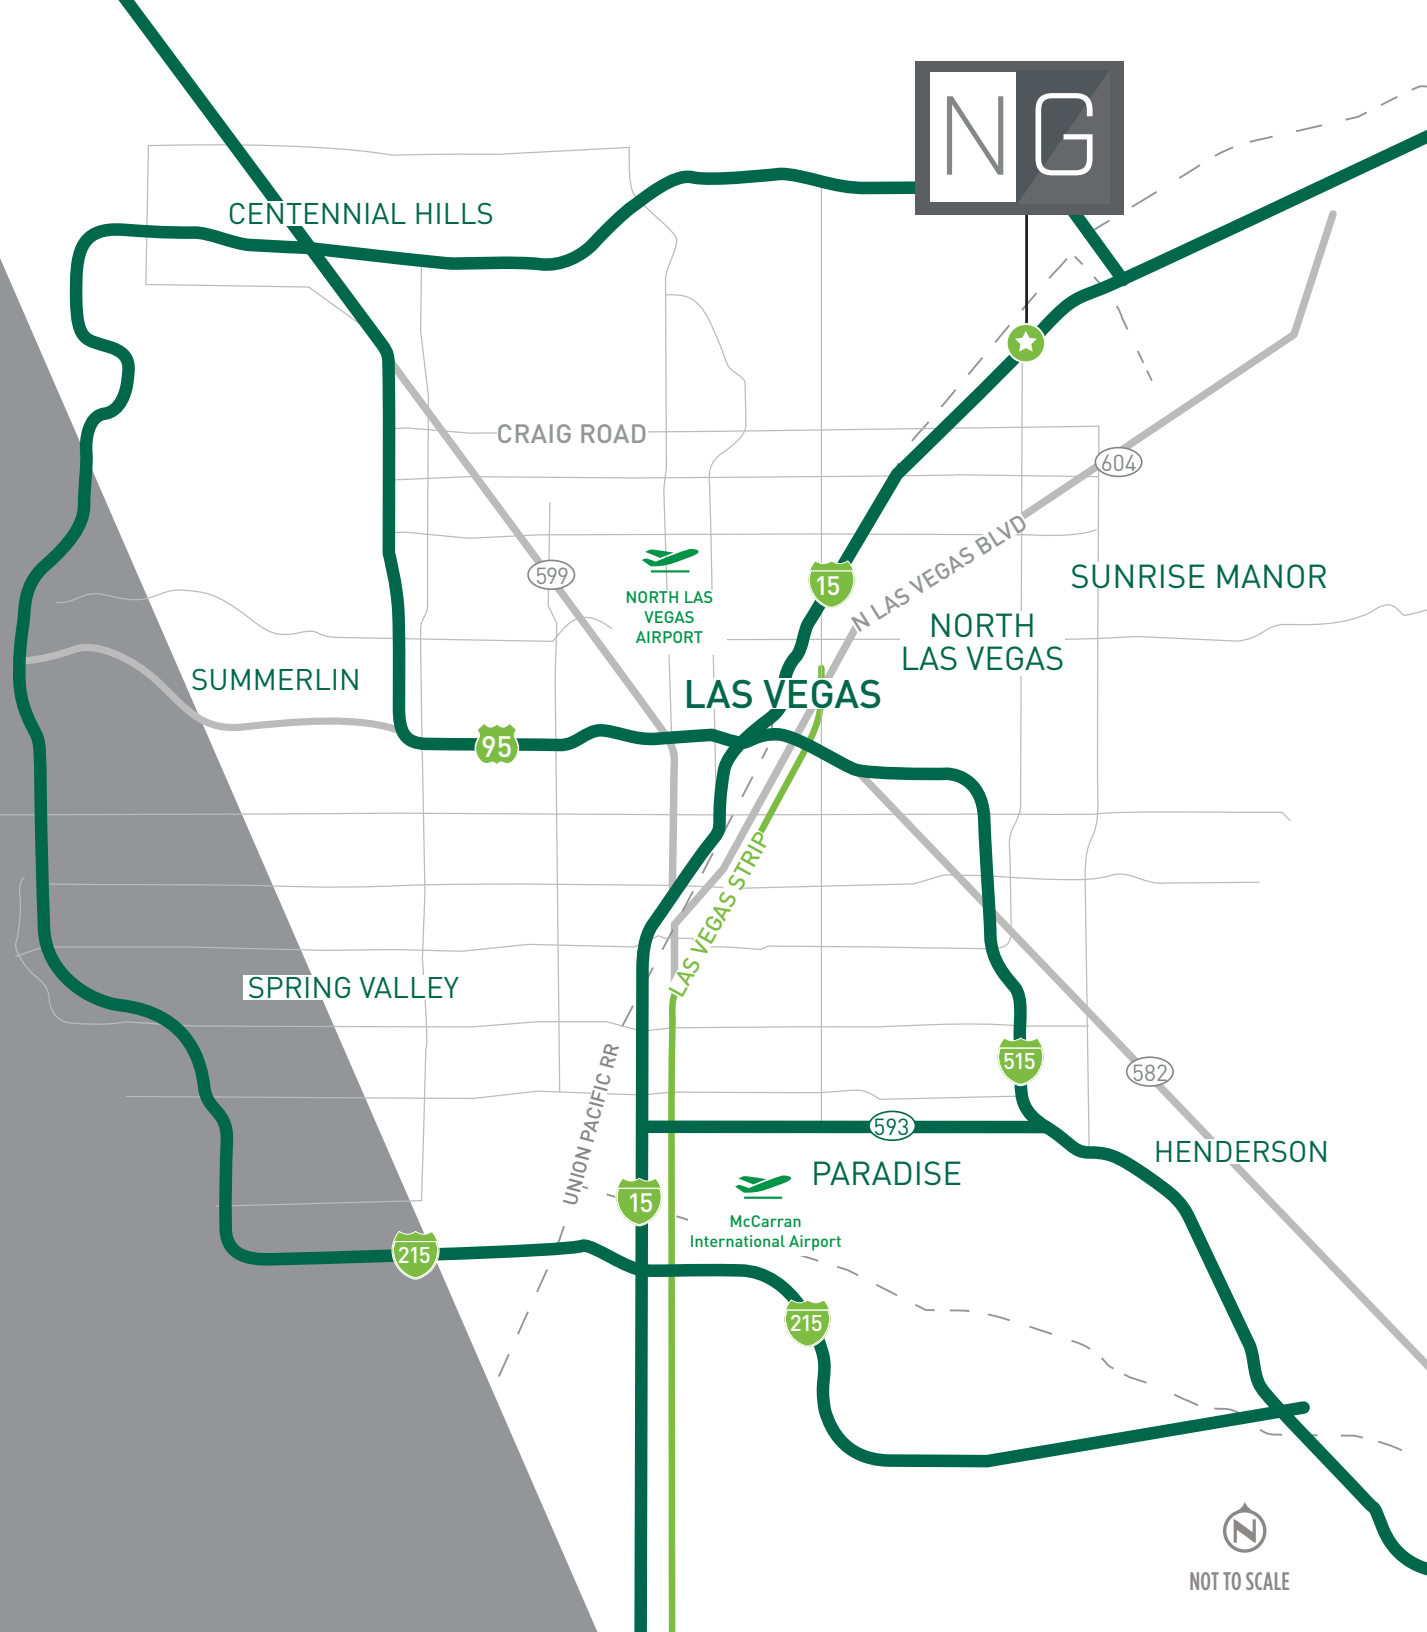 NG
CENTENNIAL HILLS
CRAIG ROAD
604
N LAS VEGAS BLVD
599
15
SUNRISE MANOR
NORTH LAS
VEGAS
AIRPORT
NORTH
LAS VEGAS
SUMMERLIN
LAS VEGAS
95
LAS VEGAS STRIP
SPRING VALLEY
515
582
UNION PACIFIC RR
593
HENDERSON
PARADISE
15
McCarran
International Airport
215
215
N
NOT TO SCALE